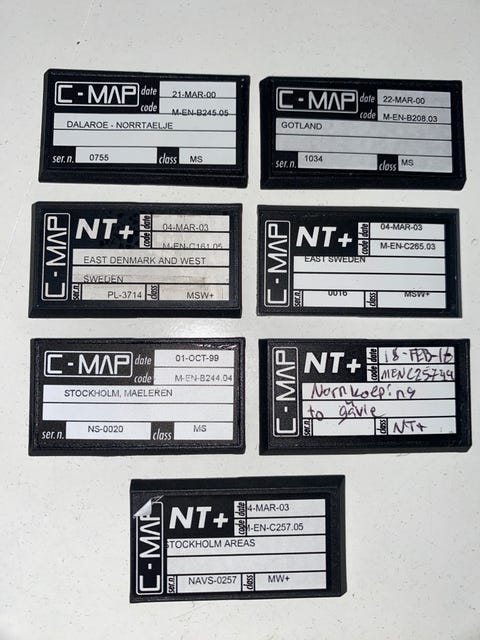 C-MAP date 21-MAR-00
code M-EN-B245.05
DALAROE - NORRTAELJE
ser.n. 0755 class MS
C-MAP date 22-MAR-00
code M-EN-B208.03
GOTLAND
ser.n. 1034 class MS
C-MAP NT+ date 04-MAR-03
code M-EN-C161.05
EAST DENMARK AND WEST
SWEDEN
ser.n PL-3714 class MSW+
C-MAP NT+ date 04-MAR-03
code M-EN-C265.03
EAST SWEDEN
ser.n 0016 class MSW+
C-MAP date 01-OCT-99
code M-EN-B244.04
STOCKHOLM, MAELEREN
ser.n. NS-0020 class MS
C-MAP NT+ date 18-FEB-16
code
Norrkoeping
to gävle
ser.n class NT+
C-MAP NT+ date 4-MAR-03
code M-EN-C257.05
STOCKHOLM AREAS
ser.n NAVS-0257 class MW+